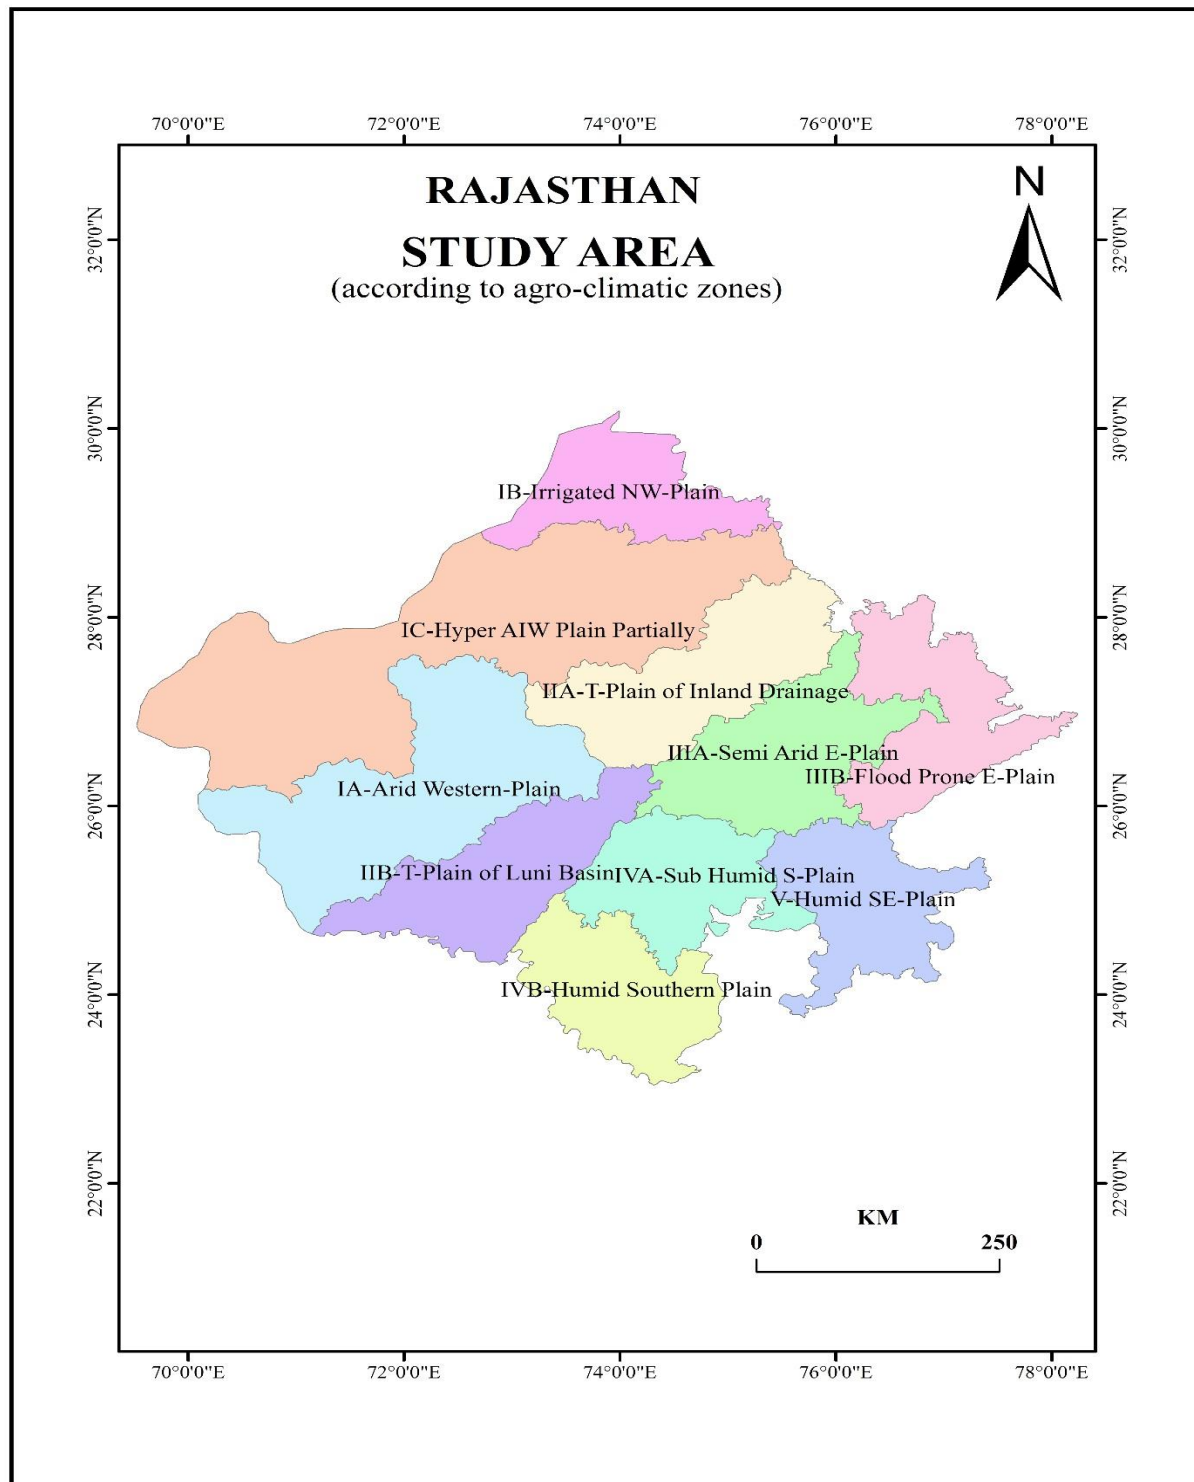 70°0'0"E 72°0'0"E 74°0'0"E 76°0'0"E 78°0'0"E
RAJASTHAN
STUDY AREA
(according to agro-climatic zones)
N
32°0'0"N 32°0'0"N
30°0'0"N 30°0'0"N
IB-Irrigated NW-Plain
28°0'0"N 28°0'0"N
IC-Hyper AIW Plain Partially
IIA-T-Plain of Inland Drainage
IIIA-Semi Arid E-Plain
IIIB-Flood Prone E-Plain
IA-Arid Western-Plain
26°0'0"N 26°0'0"N
IIB-T-Plain of Luni Basin
IVA-Sub Humid S-Plain
V-Humid SE-Plain
IVB-Humid Southern Plain
24°0'0"N 24°0'0"N
22°0'0"N 22°0'0"N
KM
0 250
70°0'0"E 72°0'0"E 74°0'0"E 76°0'0"E 78°0'0"E